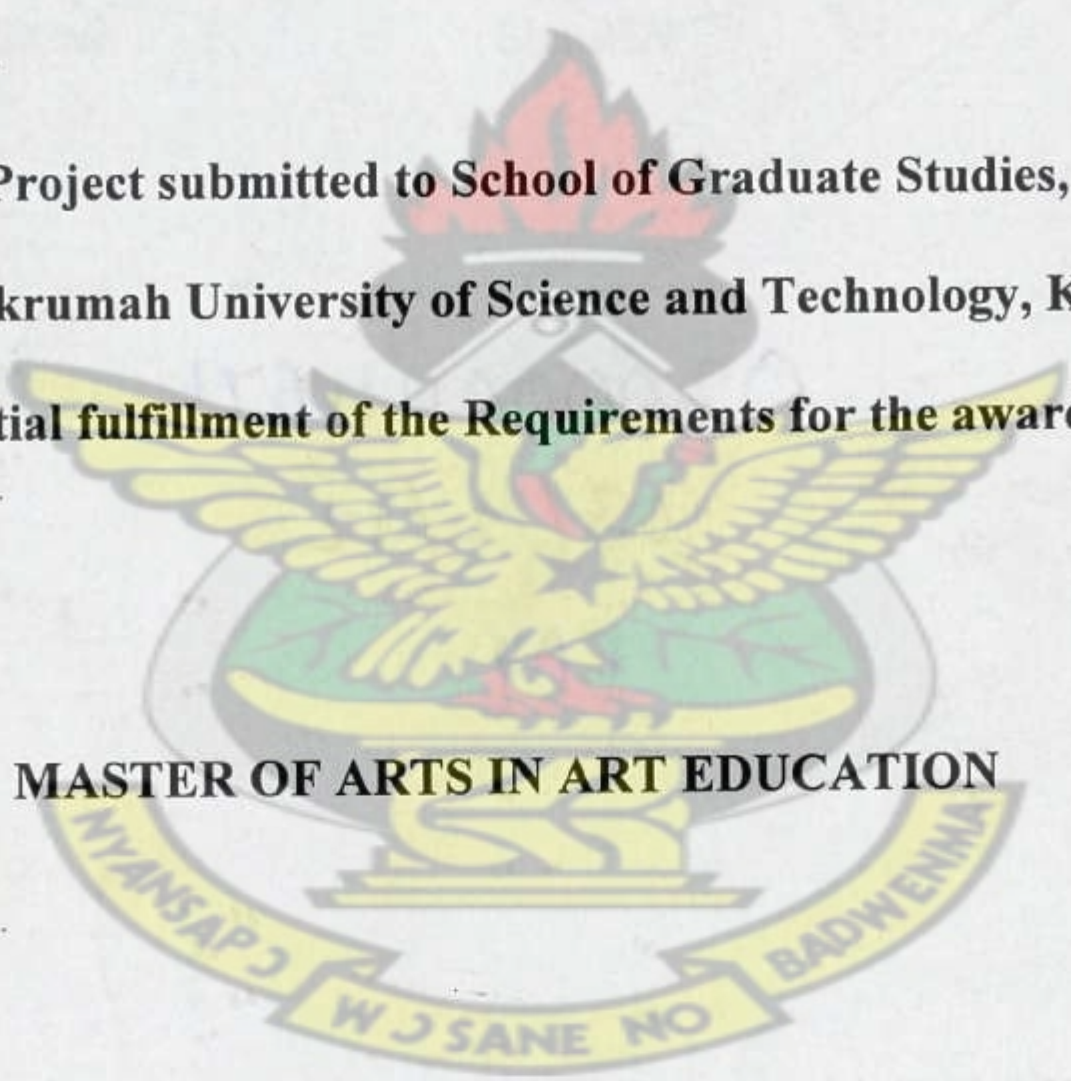 Project submitted to School of Graduate Studies,
krumah University of Science and Technology, K
tial fulfillment of the Requirements for the award
MASTER OF ARTS IN ART EDUCATION
NYANSAPƆ WƆSANE NO BADWENMA